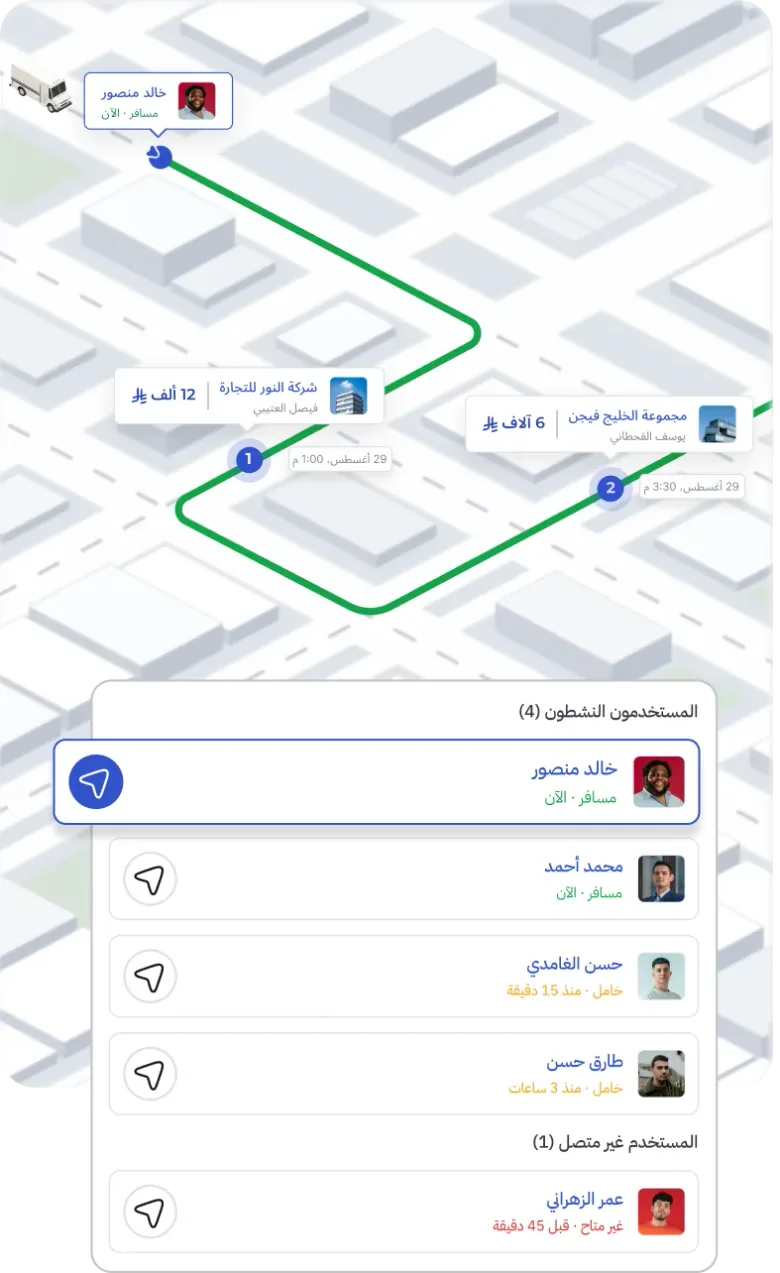 خالد منصور
مسافر · الآن
شركة النور للتجارة
فيصل العتيبي
12 ألف
1
29 أغسطس، 1:00 م
مجموعة الخليج فيجن
يوسف القحطاني
6 آلاف
2
29 أغسطس، 3:30 م
المستخدمون النشطون (4)
خالد منصور
مسافر · الآن
محمد أحمد
مسافر · الآن
حسن الغامدي
خامل · منذ 15 دقيقة
طارق حسن
خامل · منذ 3 ساعات
المستخدم غير متصل (1)
عمر الزهراني
غير متاح · قبل 45 دقيقة